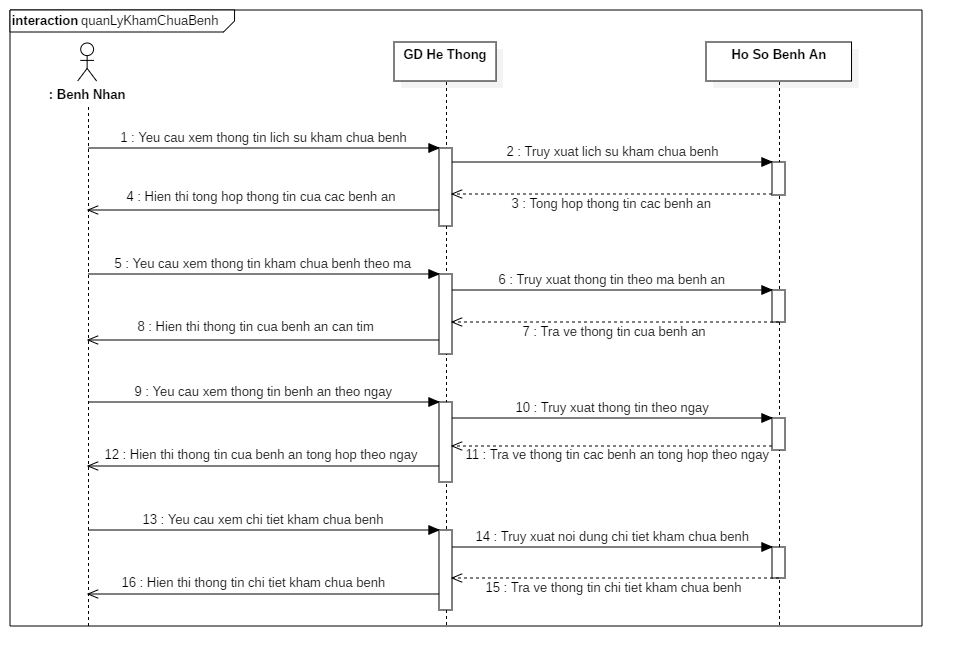 interaction quanLyKhamChuaBenh
: Benh Nhan
GD He Thong
Ho So Benh An
1 : Yeu cau xem thong tin lich su kham chua benh
2 : Truy xuat lich su kham chua benh
3 : Tong hop thong tin cac benh an
4 : Hien thi tong hop thong tin cua cac benh an
5 : Yeu cau xem thong tin kham chua benh theo ma
6 : Truy xuat thong tin theo ma benh an
7 : Tra ve thong tin cua benh an
8 : Hien thi thong tin cua benh an can tim
9 : Yeu cau xem thong tin benh an theo ngay
10 : Truy xuat thong tin theo ngay
11 : Tra ve thong tin cac benh an tong hop theo ngay
12 : Hien thi thong tin cua benh an tong hop theo ngay
13 : Yeu cau xem chi tiet kham chua benh
14 : Truy xuat noi dung chi tiet kham chua benh
15 : Tra ve thong tin chi tiet kham chua benh
16 : Hien thi thong tin chi tiet kham chua benh